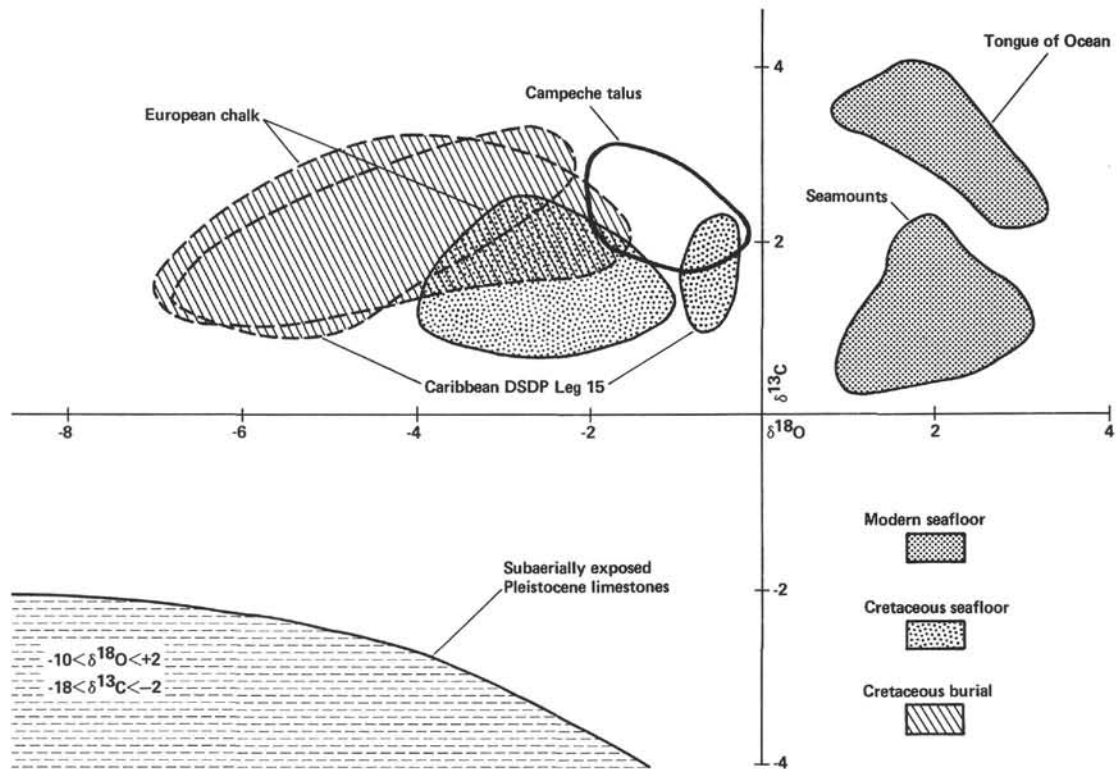 Tongue of Ocean
4
Campeche talus
European chalk
Seamounts
2
Caribbean DSDP Leg 15
δ13C
-8
-6
-4
-2
δ18O
2
4
Modern seafloor
Subaerially exposed
Pleistocene limestones
-2
Cretaceous seafloor
-10<δ18O<+2
-18<δ13C<-2
Cretaceous burial
-4